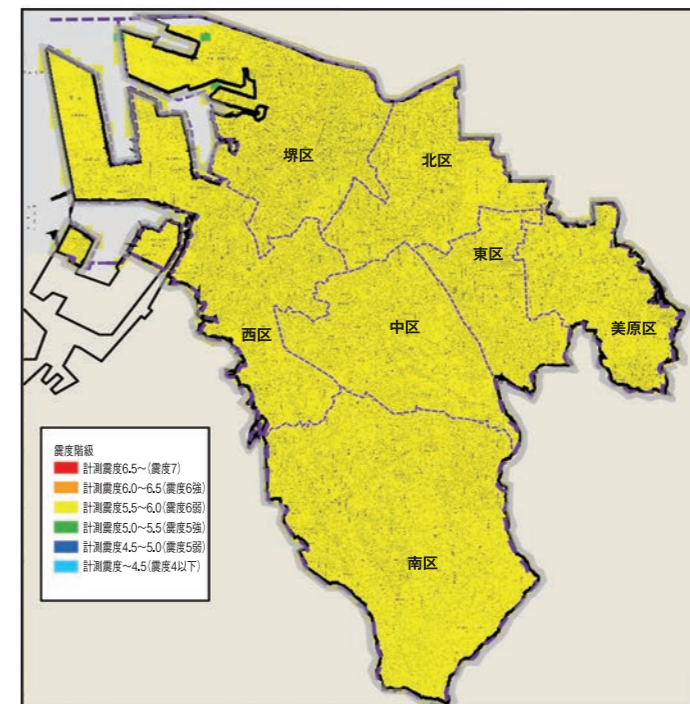 堺区
北区
東区
美原区
西区
中区
南区
震度階級
計測震度6.5~(震度7)
計測震度6.0~6.5(震度6強)
計測震度5.5~6.0(震度6弱)
計測震度5.0~5.5(震度5強)
計測震度4.5~5.0(震度5弱)
計測震度~4.5(震度4以下)